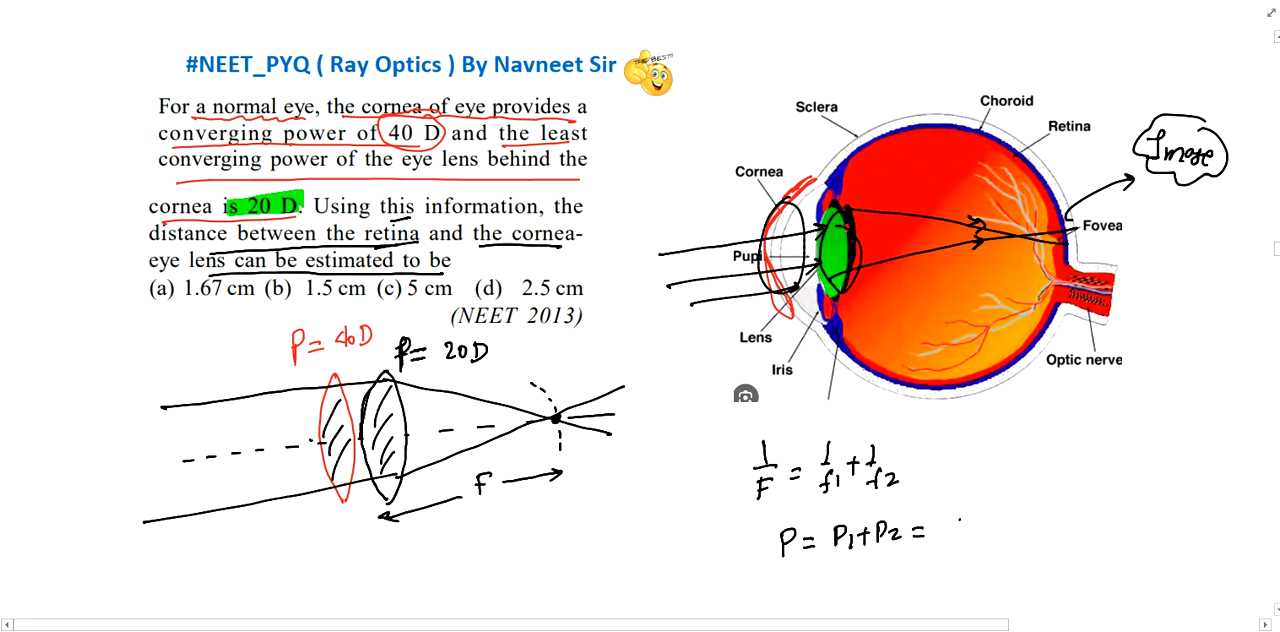 #NEET_PYQ ( Ray Optics ) By Navneet Sir
THE BEST!!!
For a normal eye, the cornea of eye provides a
converging power of 40 D and the least
converging power of the eye lens behind the
cornea is 20 D. Using this information, the
distance between the retina and the cornea-
eye lens can be estimated to be
(a) 1.67 cm (b) 1.5 cm (c) 5 cm (d) 2.5 cm
(NEET 2013)
P = 40D
P = 20D
F
Sclera
Choroid
Retina
Image
Cornea
Fovea
Pupi
Lens
Iris
Optic nerve
1/F = 1/f1 + 1/f2
P = P1 + P2 =